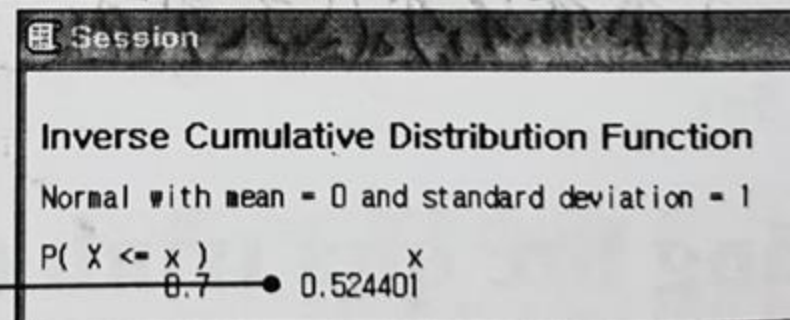 Session
Inverse Cumulative Distribution Function
Normal with mean = 0 and standard deviation = 1
P( X <= x ) x
0.7 0.524401